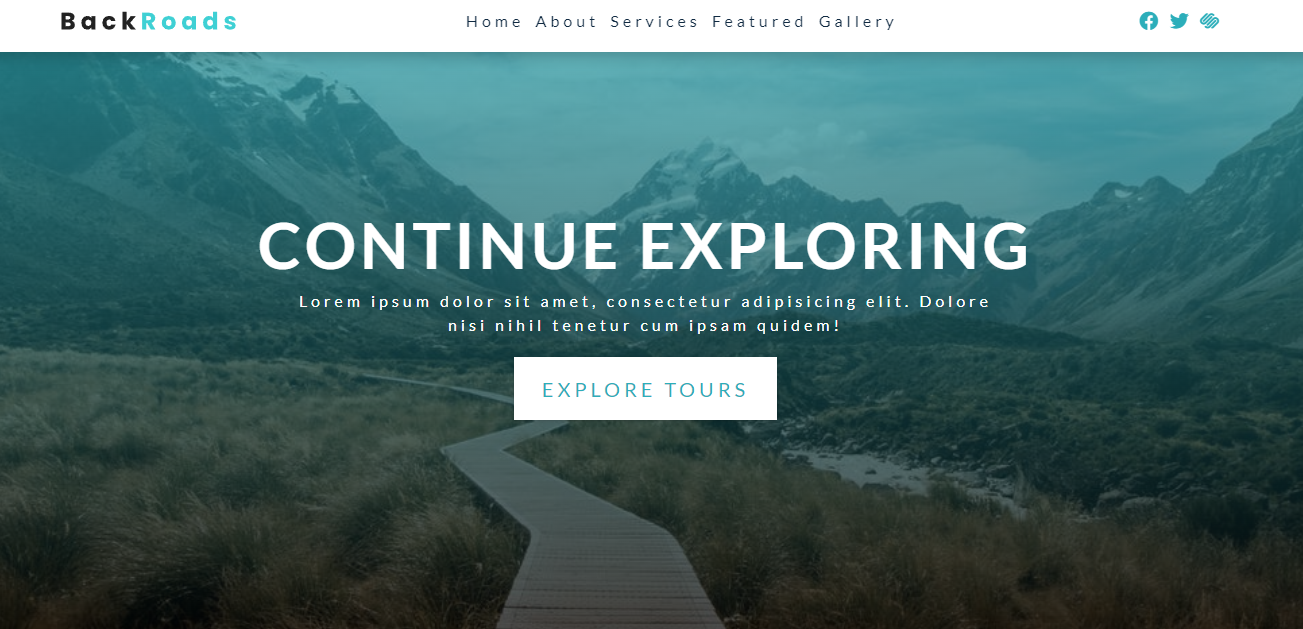 BackRoads
Home About Services Featured Gallery
CONTINUE EXPLORING
Lorem ipsum dolor sit amet, consectetur adipisicing elit. Dolore
nisi nihil tenetur cum ipsam quidem!
EXPLORE TOURS